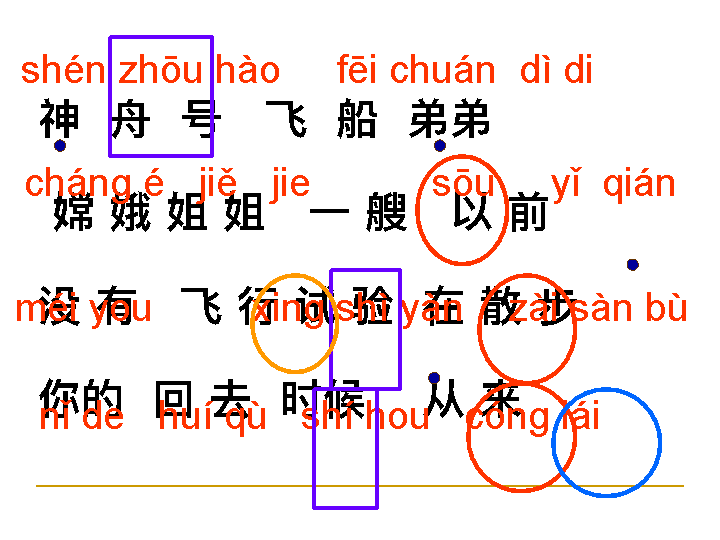 shén zhōu hào fēi chuán dì di
神 舟 号 飞 船 弟弟
cháng é jiě jie sōu yǐ qián
嫦 娥 姐 姐 一 艘 以 前
méi yǒu xíng shì yàn zài sàn bù
没 有 飞 行 试 验 在 散 步
nǐ de huí qù shí hou cóng lái
你的 回 去 时候 从 来